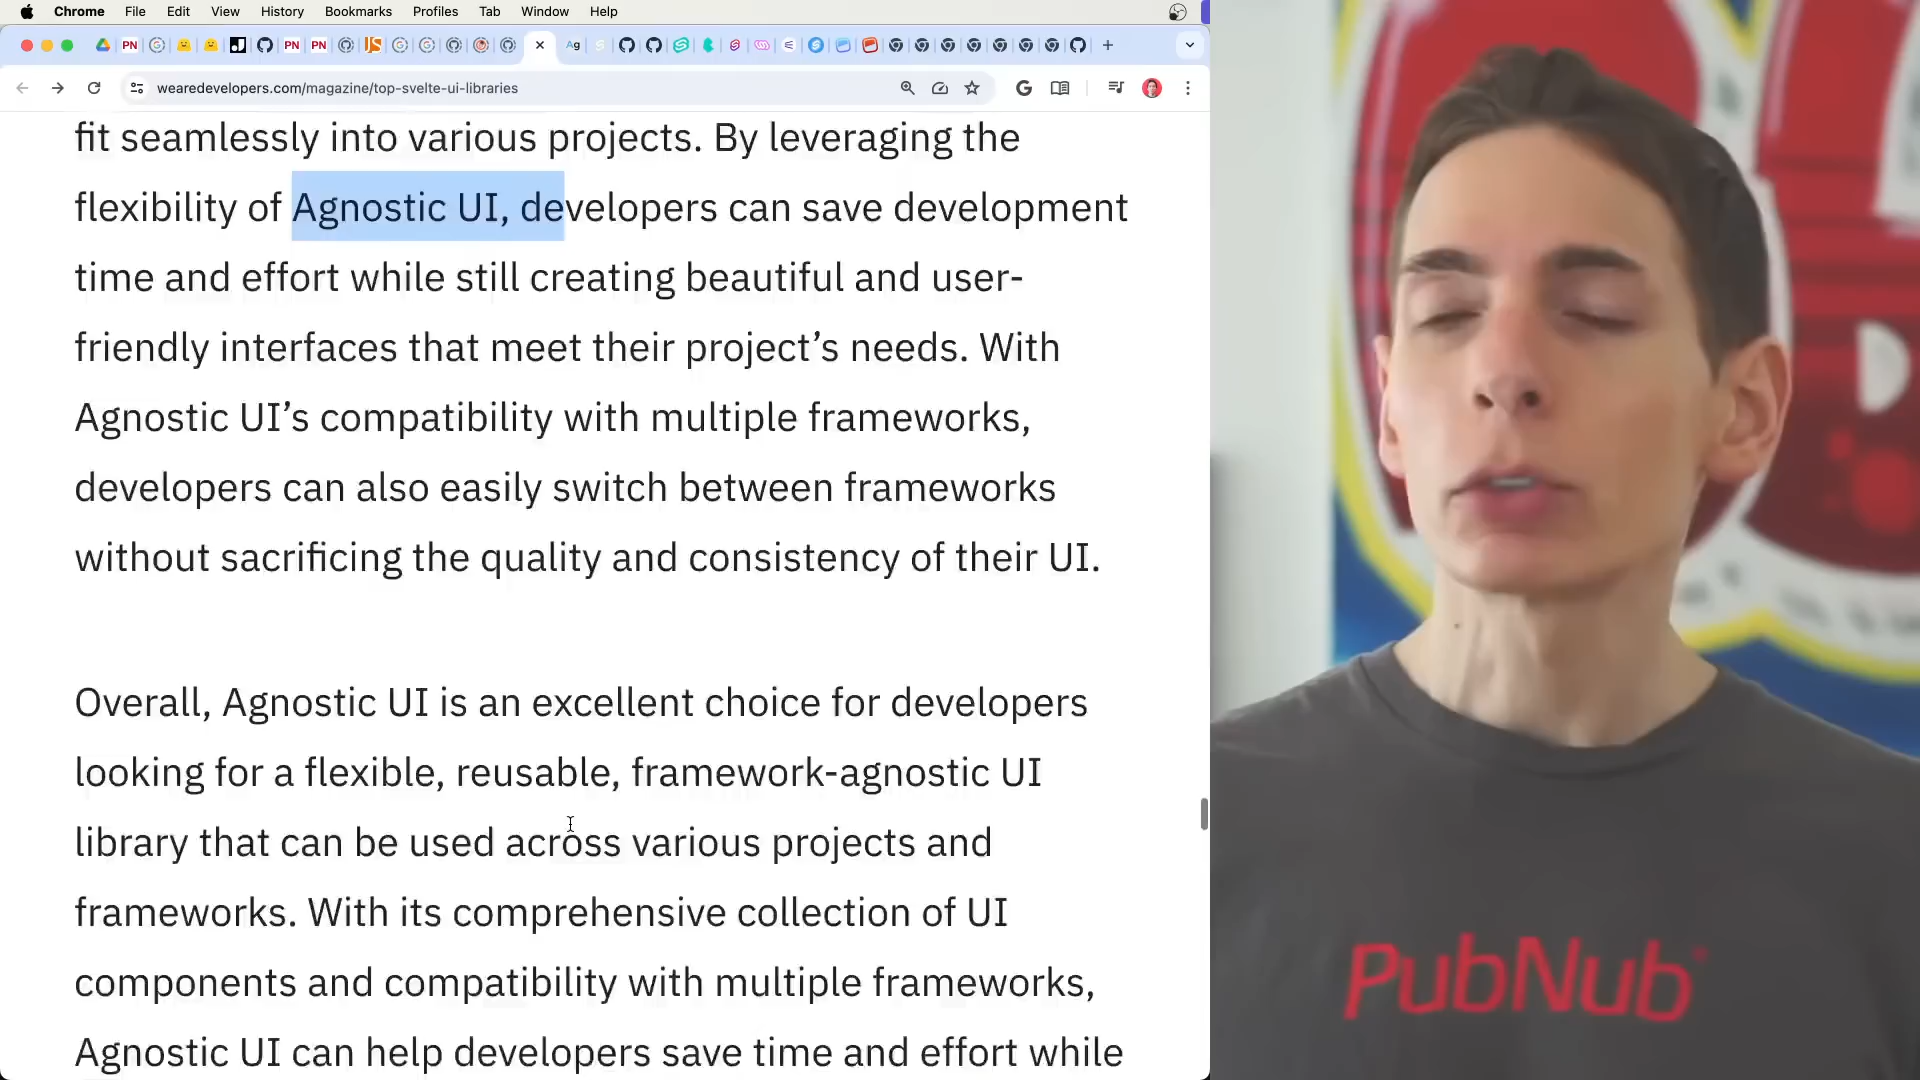 Chrome File Edit View History Bookmarks Profiles Tab Window Help
PN PN PN JS Ag
wearedevelopers.com/magazine/top-svelte-ui-libraries
fit seamlessly into various projects. By leveraging the
flexibility of Agnostic UI, developers can save development
time and effort while still creating beautiful and user-
friendly interfaces that meet their project’s needs. With
Agnostic UI’s compatibility with multiple frameworks,
developers can also easily switch between frameworks
without sacrificing the quality and consistency of their UI.
Overall, Agnostic UI is an excellent choice for developers
looking for a flexible, reusable, framework-agnostic UI
library that can be used across various projects and
frameworks. With its comprehensive collection of UI
components and compatibility with multiple frameworks,
Agnostic UI can help developers save time and effort while
PubNub